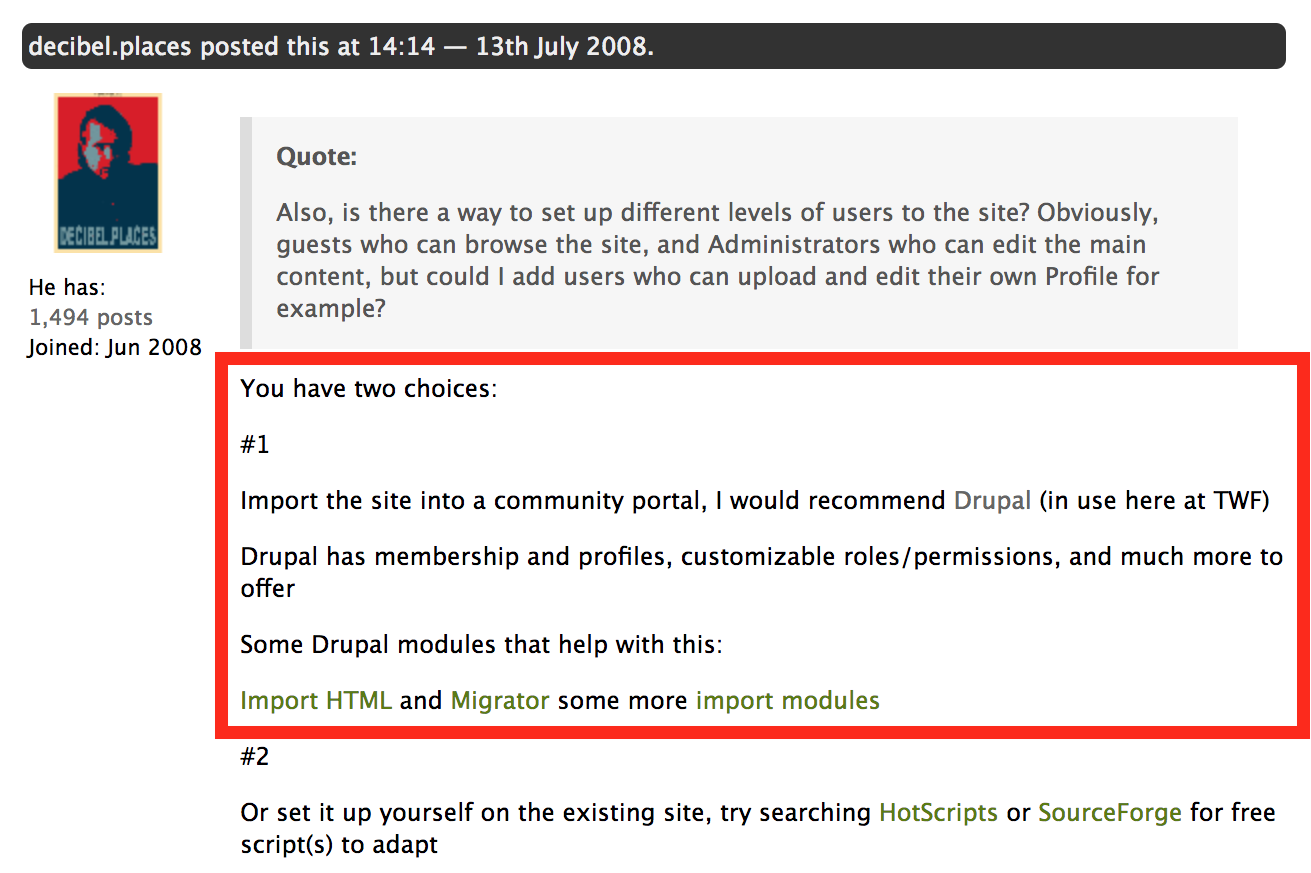 decibel.places posted this at 14:14 — 13th July 2008.
DECIBEL.PLACES
He has:
1,494 posts
Joined: Jun 2008
Quote:
Also, is there a way to set up different levels of users to the site? Obviously,
guests who can browse the site, and Administrators who can edit the main
content, but could I add users who can upload and edit their own Profile for
example?
You have two choices:
#1
Import the site into a community portal, I would recommend Drupal (in use here at TWF)
Drupal has membership and profiles, customizable roles/permissions, and much more to
offer
Some Drupal modules that help with this:
Import HTML and Migrator some more import modules
#2
Or set it up yourself on the existing site, try searching HotScripts or SourceForge for free
script(s) to adapt